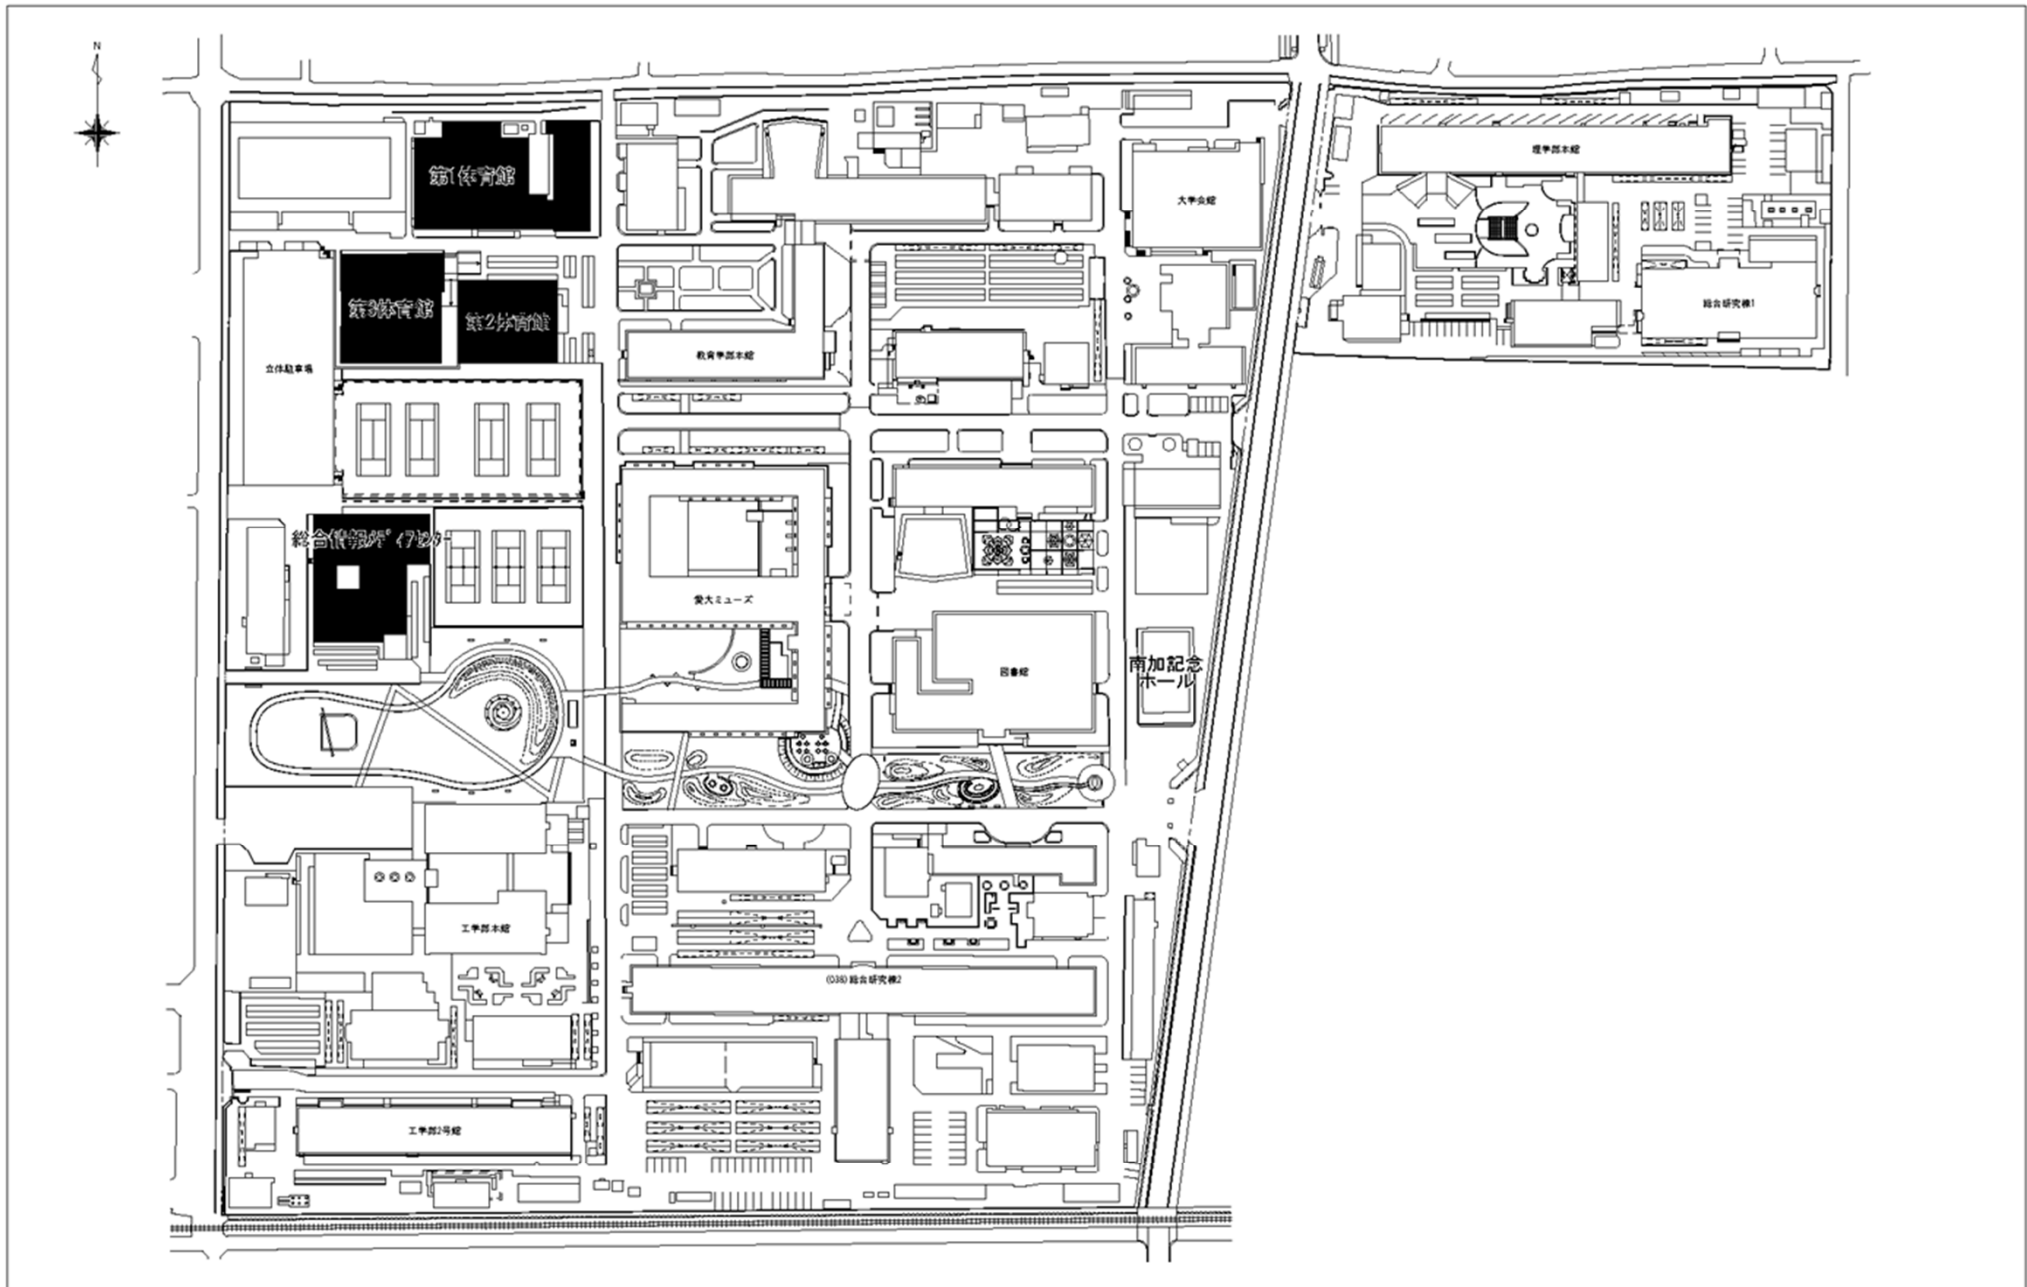 N
第1体育館
理学部本館
大学会館
第3体育館
第2体育館
総合研究棟1
教育学部本館
立体駐車場
総合情報メディアセンター
愛大ミューズ
図書館
南加記念
ホール
工学部本館
(038)総合研究棟2
工学部2号館